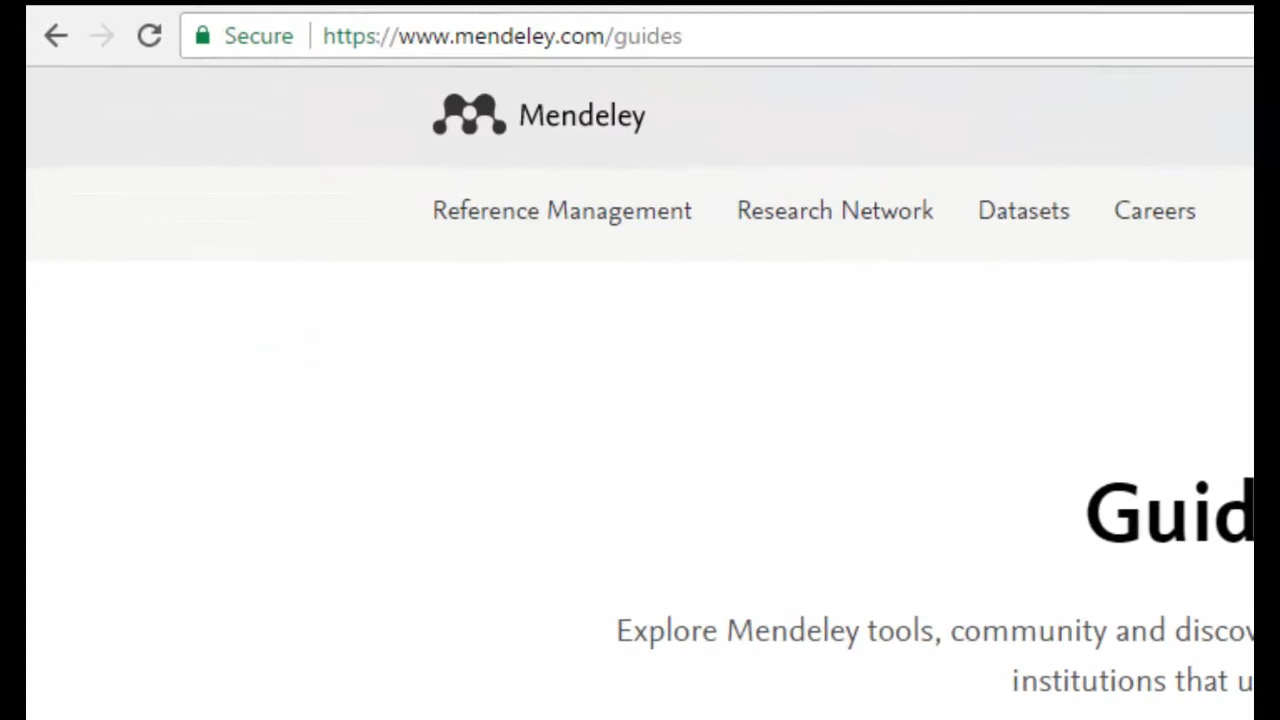 Secure https://www.mendeley.com/guides
Mendeley
Reference Management Research Network Datasets Careers
Explore Mendeley tools, community and
institutions that